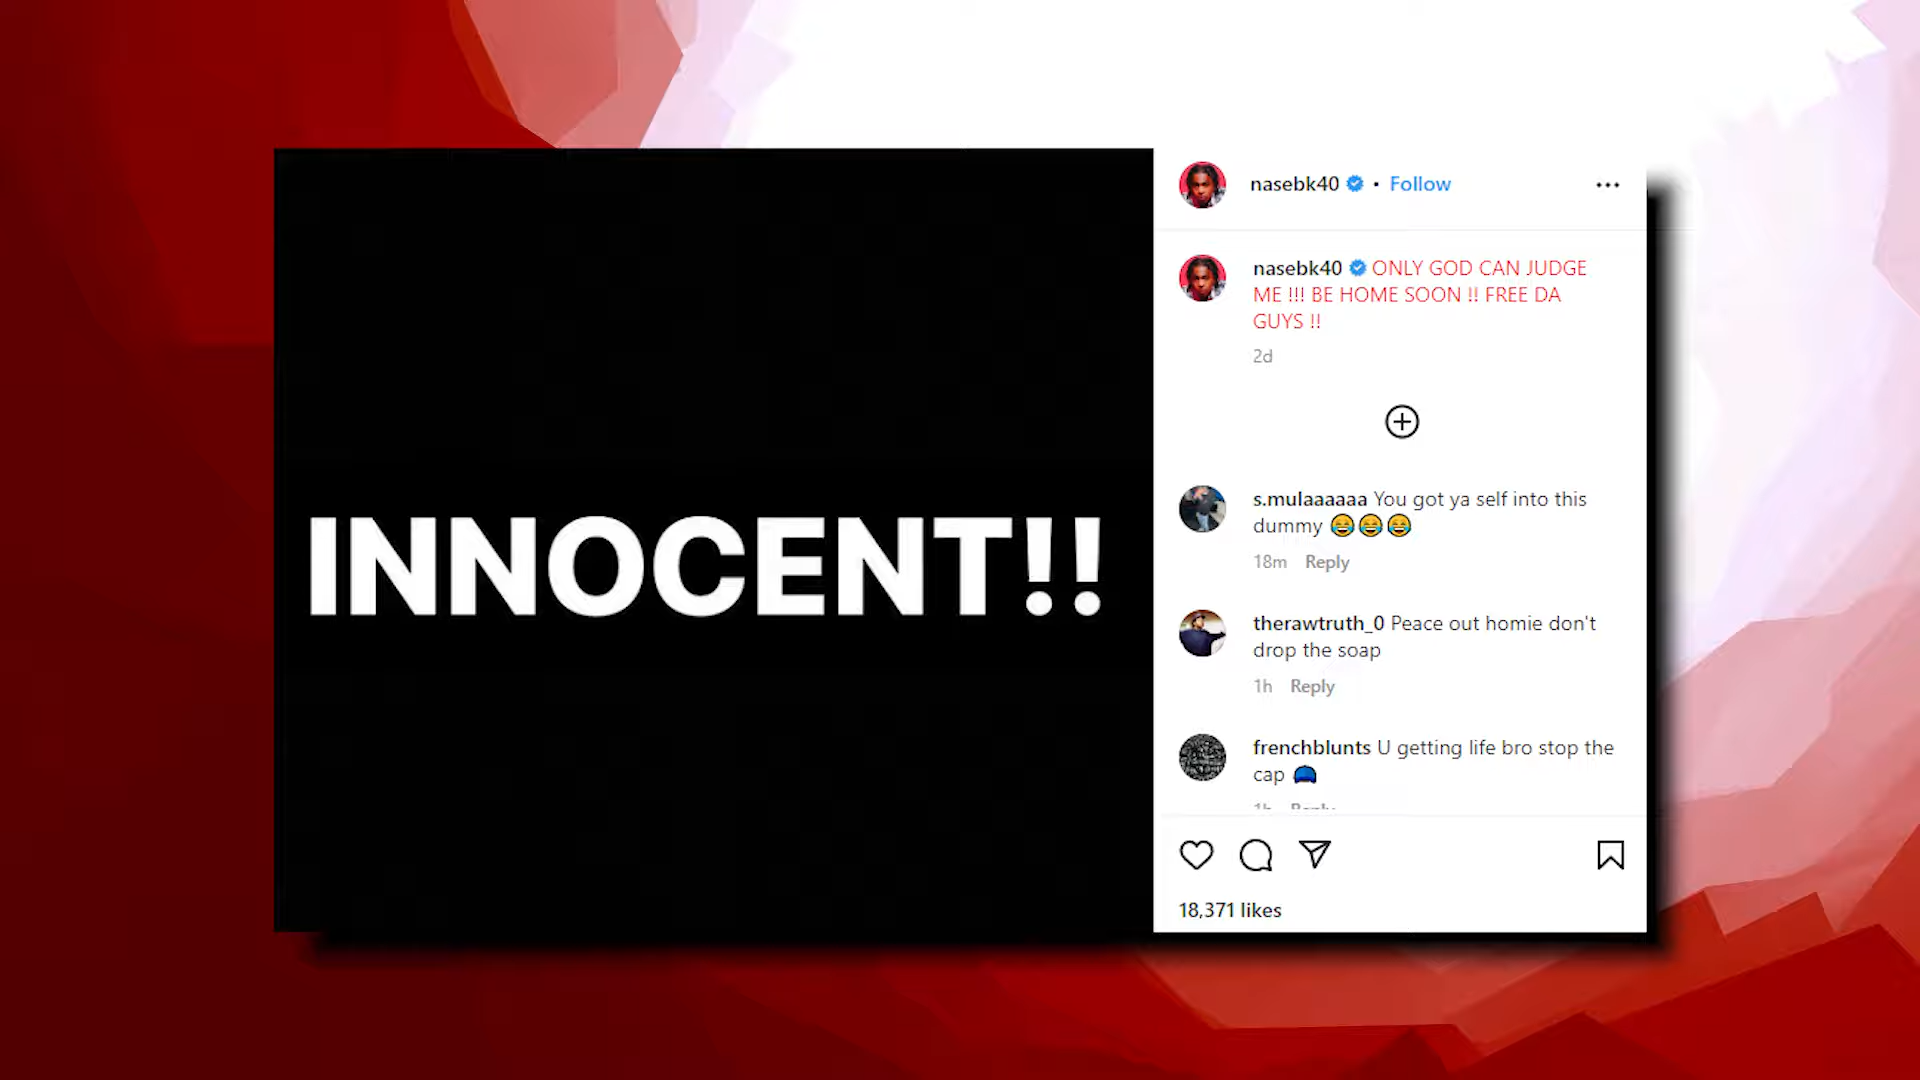 INNOCENT!!
nasebk40 • Follow
nasebk40 ONLY GOD CAN JUDGE
ME !!! BE HOME SOON !! FREE DA
GUYS !!
2d
s.mulaaaaaa You got ya self into this
dummy 😂😂😂
18m Reply
therawtruth_0 Peace out homie don't
drop the soap
1h Reply
frenchblunts U getting life bro stop the
cap 🧢
1h Reply
18,371 likes